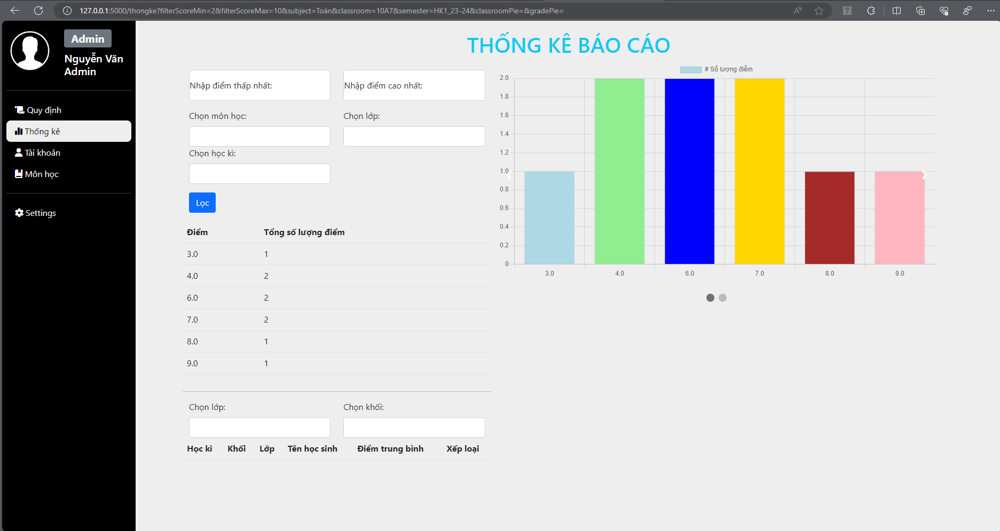 127.0.0.1:5000/thongke?filterScoreMin=2&filterScoreMax=10&subject=Toán&classroom=10A7&semester=HK1_23-24&classroomPie=&gradePie=
Admin
Nguyễn Văn
Admin
Quy định
Thống kê
Tài khoản
Môn học
Settings
THỐNG KÊ BÁO CÁO
Nhập điểm thấp nhất:
Nhập điểm cao nhất:
Chọn môn học:
Chọn lớp:
Chọn học kì:
Lọc
Điểm Tổng số lượng điểm
3.0 1
4.0 2
6.0 2
7.0 2
8.0 1
9.0 1
Chọn lớp:
Chọn khối:
Học kì Khối Lớp Tên học sinh Điểm trung bình Xếp loại
# Số lượng điểm
2.0
1.8
1.6
1.4
1.2
1.0
0.8
0.6
0.4
0.2
0
3.0 4.0 6.0 7.0 8.0 9.0